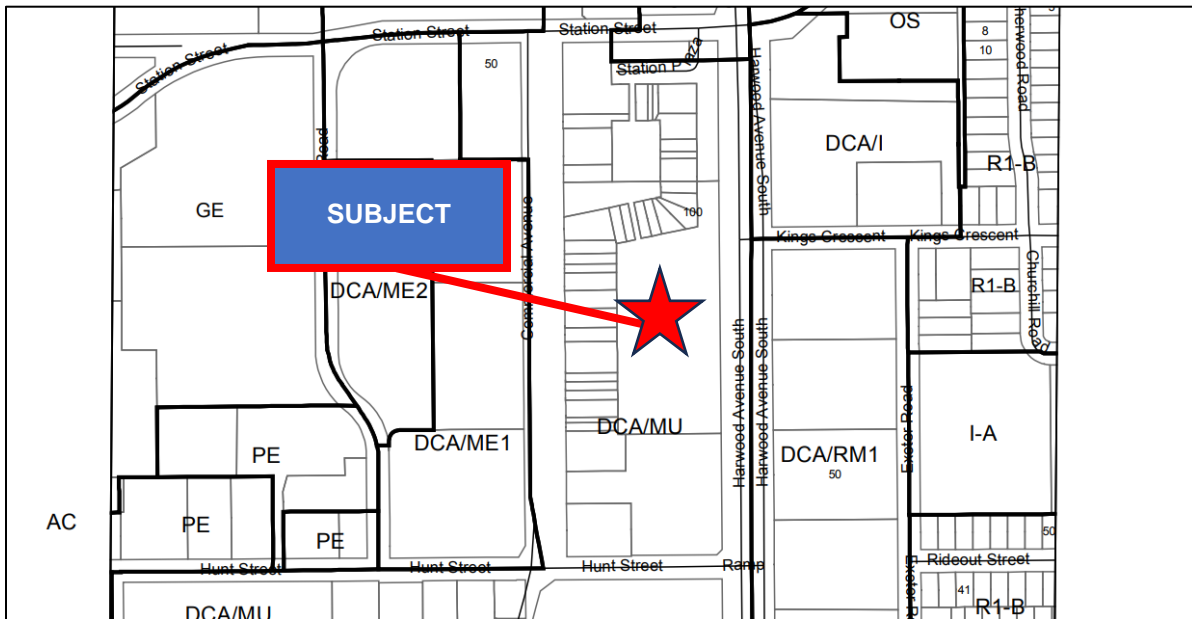 Station Street
Station Street
Station Street
OS
8
10
herwood Road
50
Station P
aza
Harwood Avenue South
DCA/I
R1-B
GE
SUBJECT
Commercial Avenue
100
Kings Crescent
Kings Crescent
DCA/ME2
R1-B
Churchill Road
Harwood Avenue South
Harwood Avenue South
DCA/MU
DCA/ME1
DCA/RM1
50
Exeter Road
I-A
PE
AC
PE
PE
50
Hunt Street
Hunt Street
Hunt Street
Ramp
Rideout Street
41
DCA/MU
R1-B